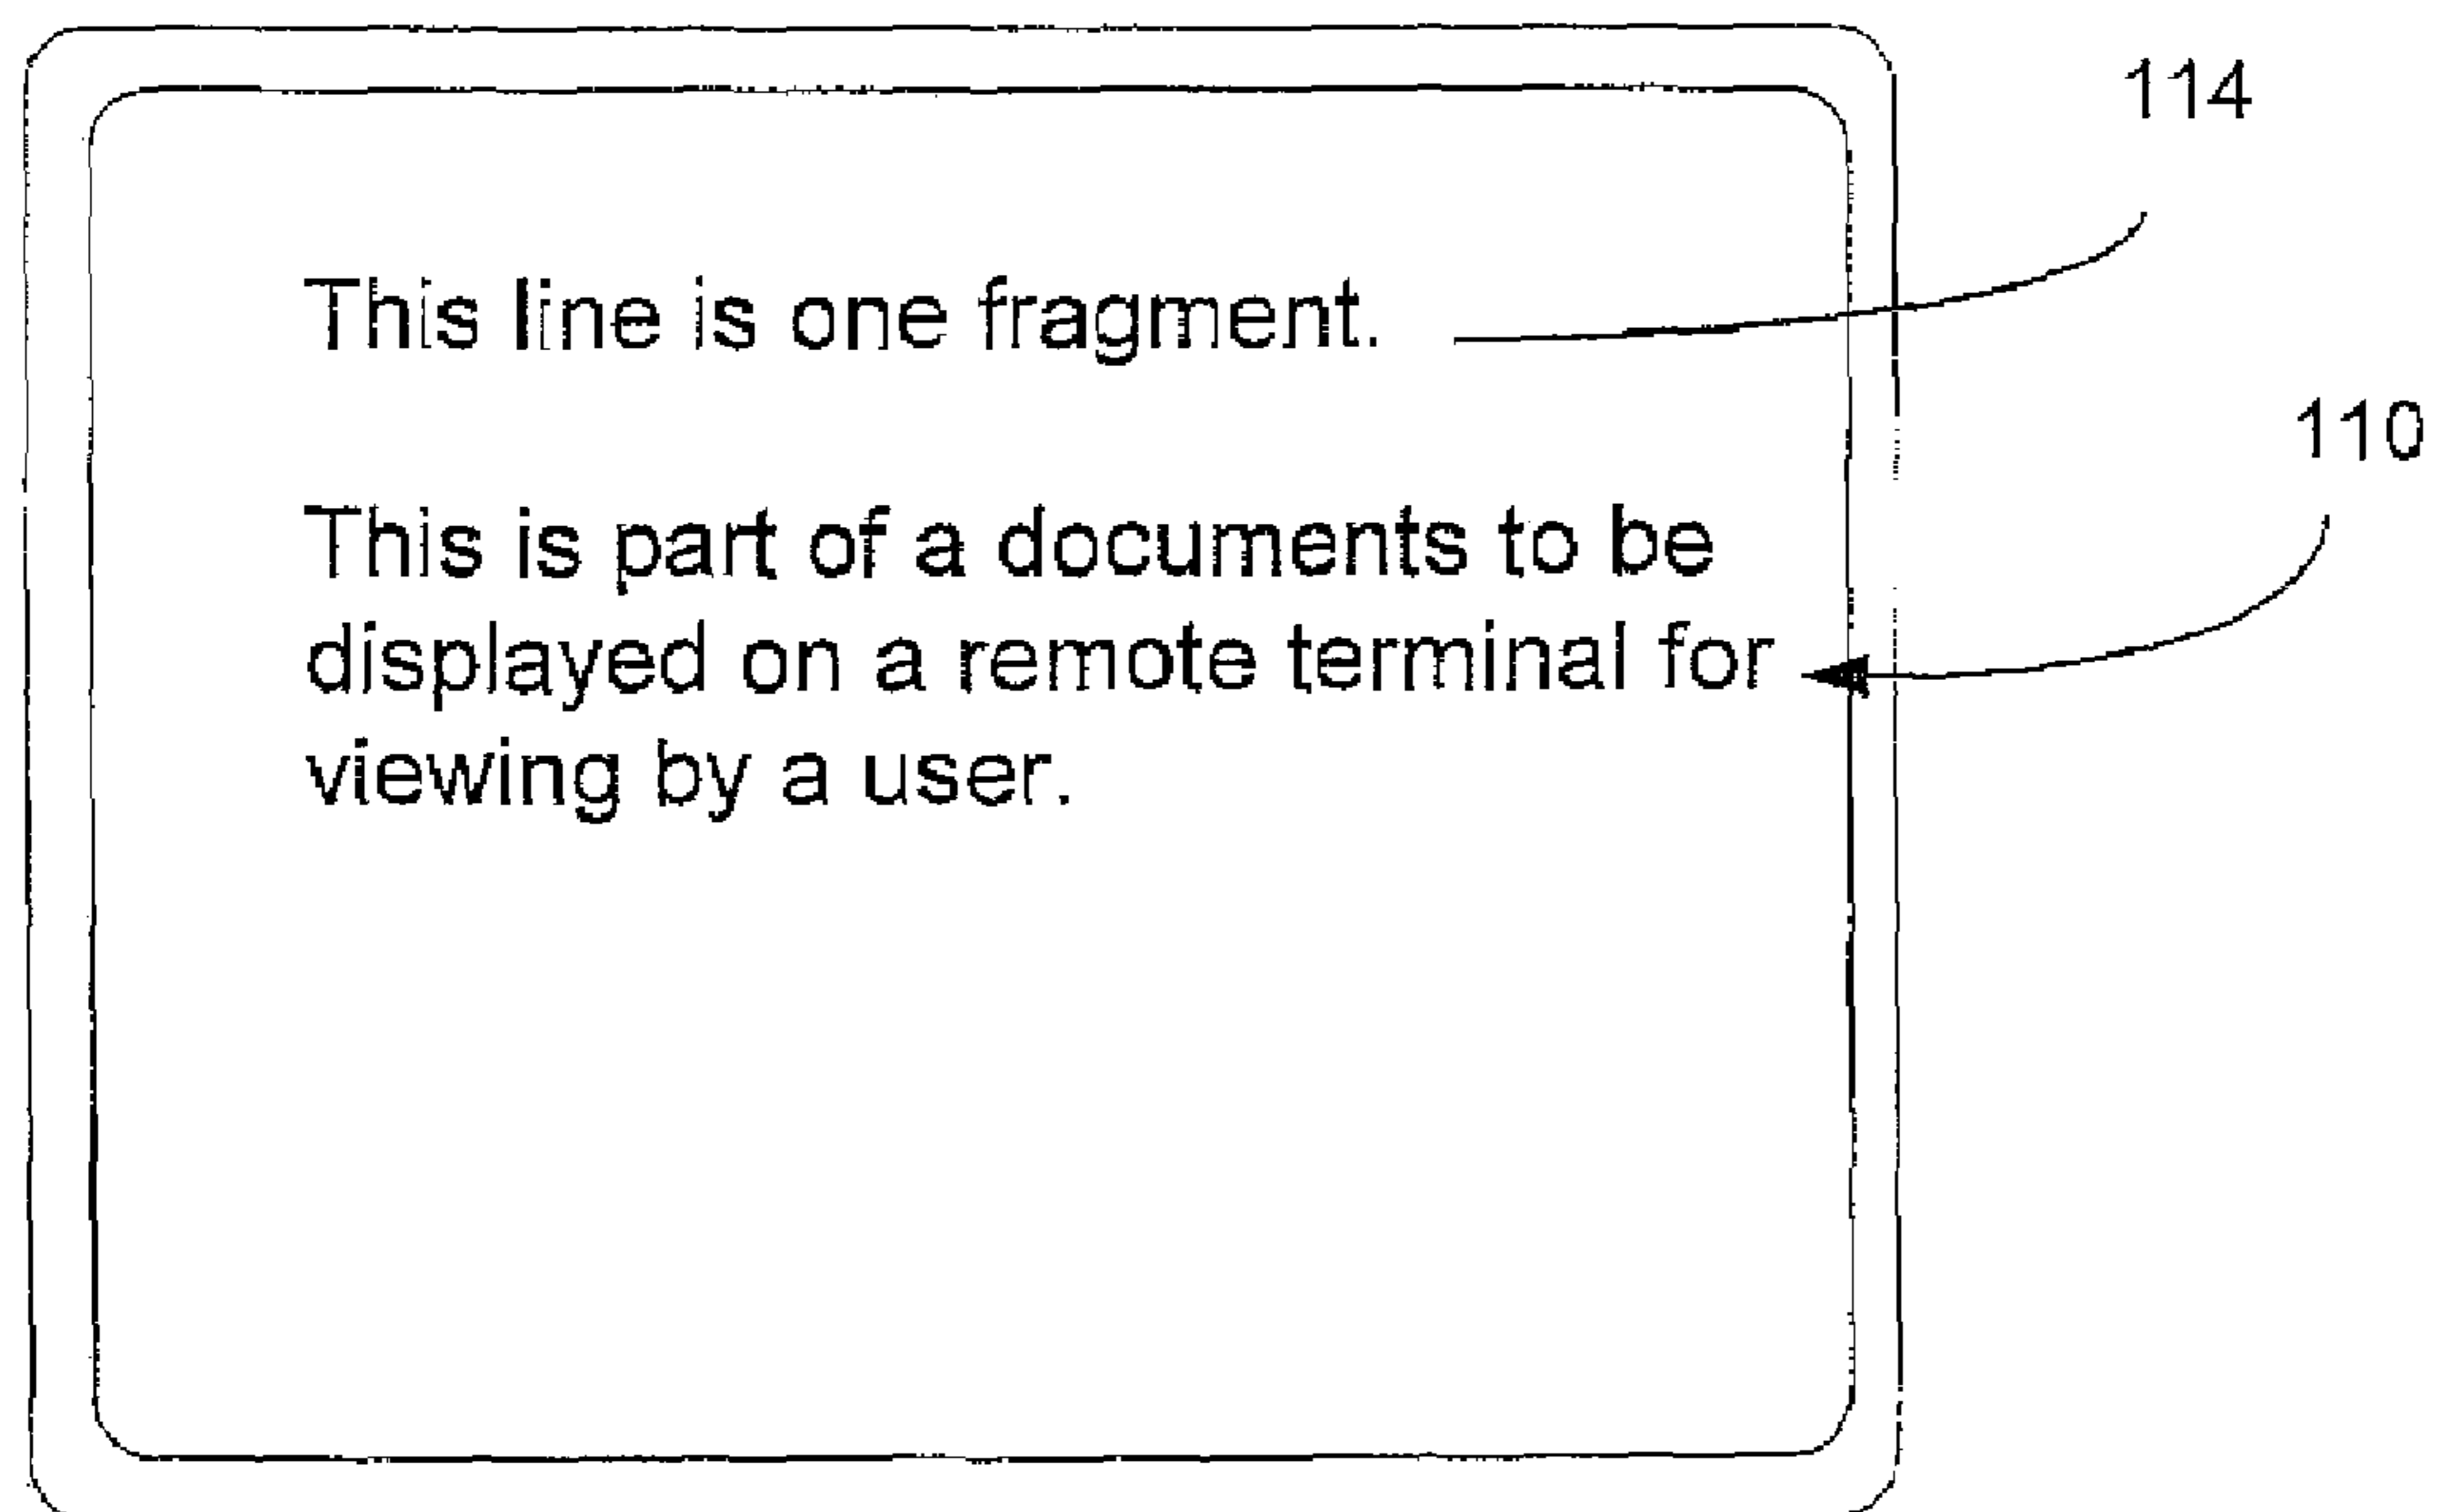 114
This line is one fragment.
110
This is part of a documents to be
displayed on a remote terminal for
viewing by a user.